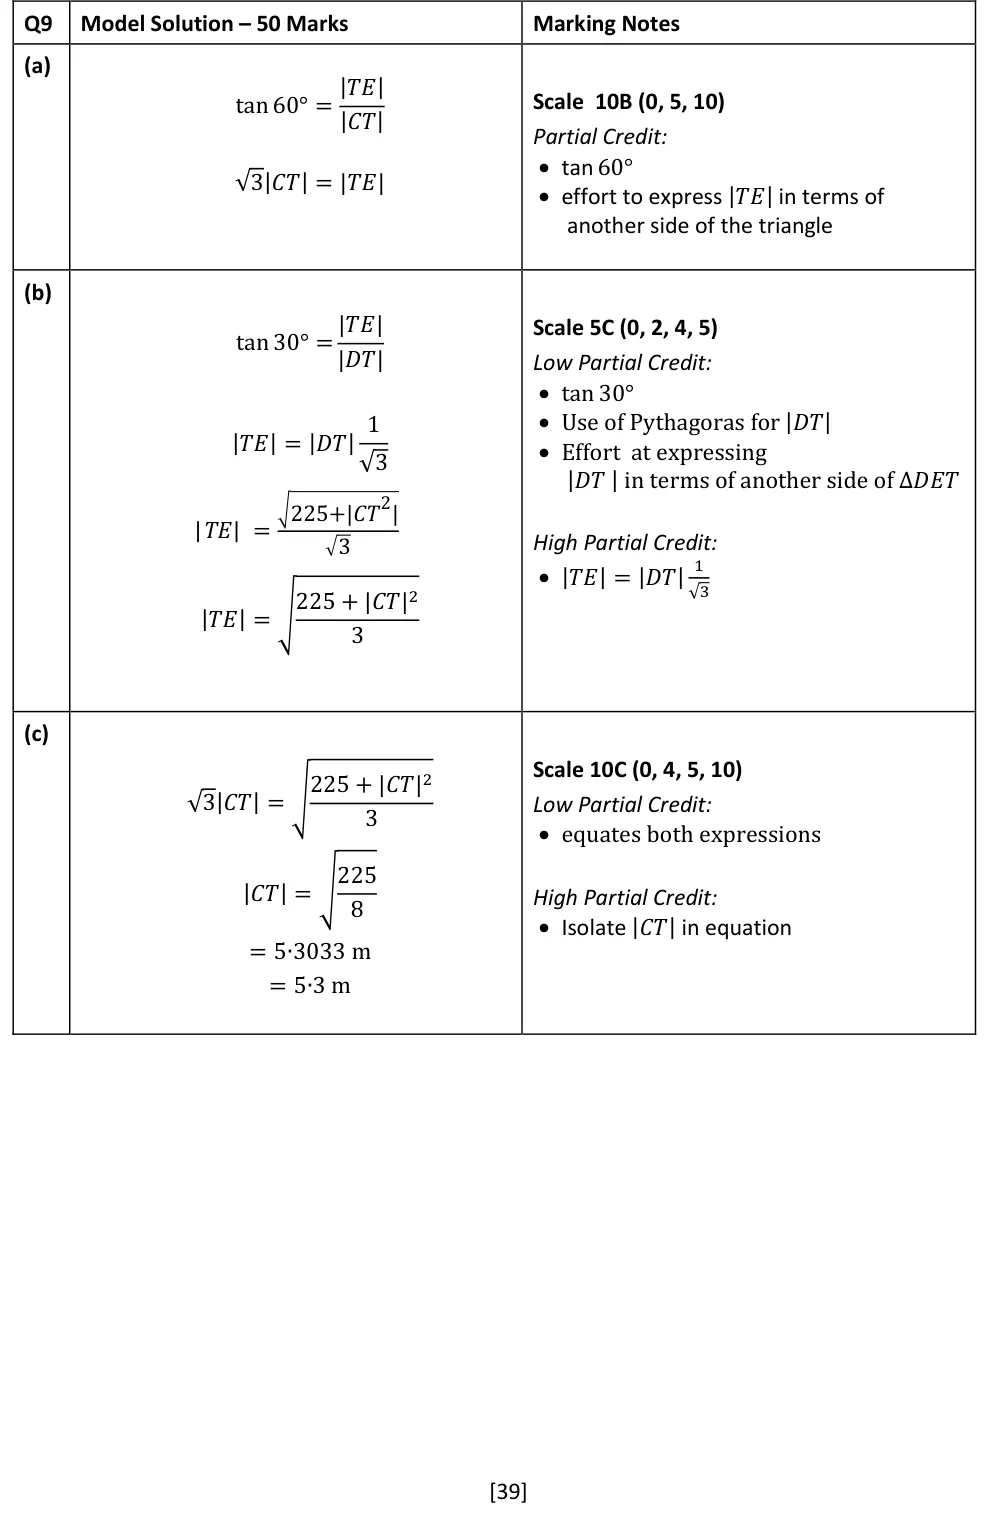 Q9 Model Solution – 50 Marks Marking Notes
(a)
tan 60° = |TE| / |CT|
√3|CT| = |TE|
Scale 10B (0, 5, 10)
Partial Credit:
• tan 60°
• effort to express |TE| in terms of
another side of the triangle
(b)
tan 30° = |TE| / |DT|
|TE| = |DT| 1/√3
|TE| = √(225+|CT²|) / √3
|TE| = √((225 + |CT|²) / 3)
Scale 5C (0, 2, 4, 5)
Low Partial Credit:
• tan 30°
• Use of Pythagoras for |DT|
• Effort at expressing
|DT | in terms of another side of ΔDET
High Partial Credit:
• |TE| = |DT| 1/√3
(c)
√3|CT| = √((225 + |CT|²) / 3)
|CT| = √(225/8)
= 5·3033 m
= 5·3 m
Scale 10C (0, 4, 5, 10)
Low Partial Credit:
• equates both expressions
High Partial Credit:
• Isolate |CT| in equation
[39]